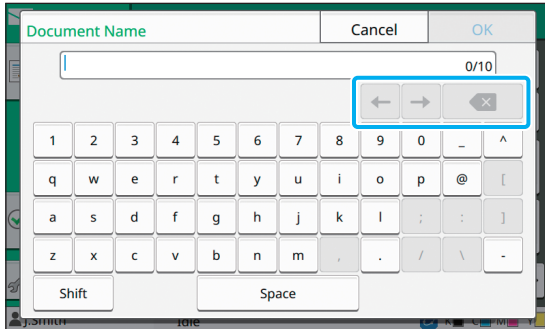 Document Name Cancel OK
0/10
← →
1 2 3 4 5 6 7 8 9 0 _ ^
q w e r t y u i o p @ [
a s d f g h j k l ; : ]
z x c v b n m , . / \ -
Shift Space
J.Smith Idle K C M Y